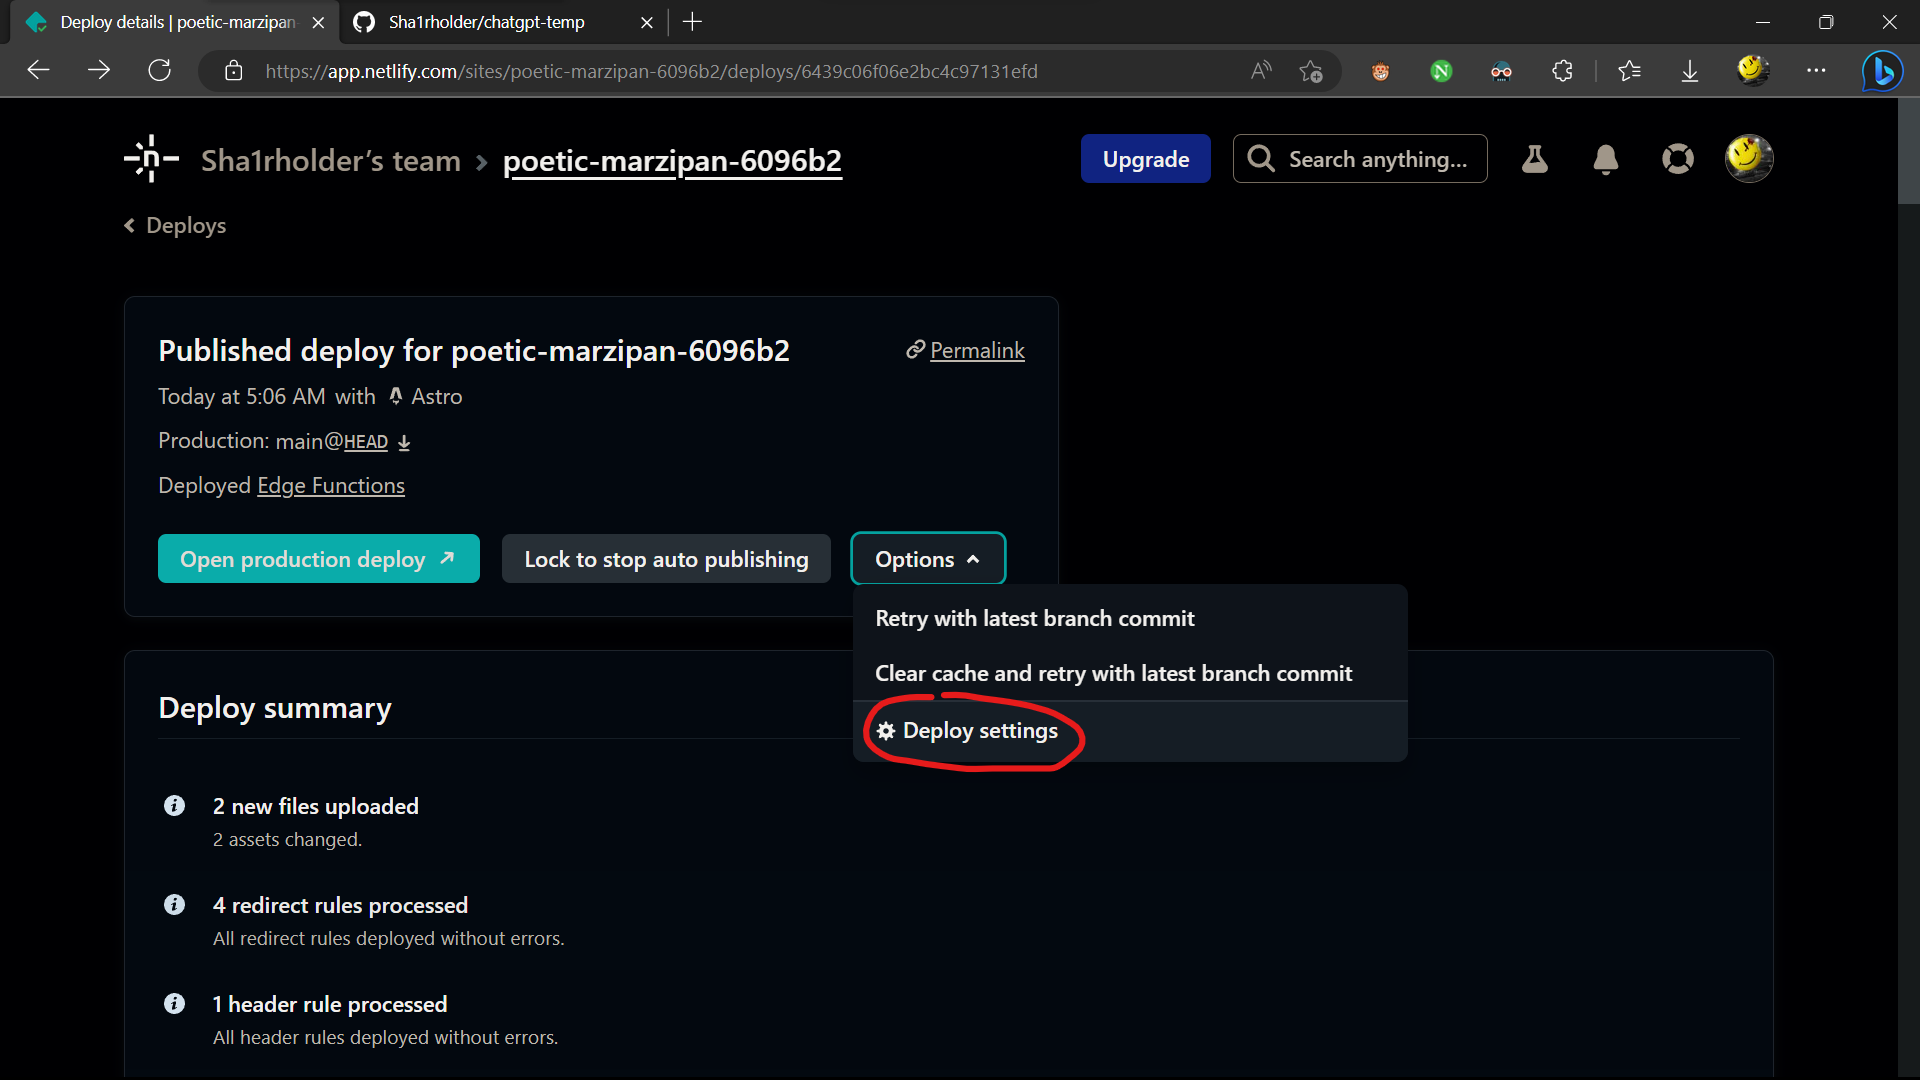 Deploy details | poetic-marzipan-
Sha1rholder/chatgpt-temp
https://app.netlify.com/sites/poetic-marzipan-6096b2/deploys/6439c06f06e2bc4c97131efd
Sha1rholder’s team > poetic-marzipan-6096b2
Upgrade
Search anything...
Deploys
Published deploy for poetic-marzipan-6096b2
Permalink
Today at 5:06 AM with Astro
Production: main@HEAD
Deployed Edge Functions
Open production deploy
Lock to stop auto publishing
Options
Retry with latest branch commit
Clear cache and retry with latest branch commit
Deploy settings
Deploy summary
2 new files uploaded
2 assets changed.
4 redirect rules processed
All redirect rules deployed without errors.
1 header rule processed
All header rules deployed without errors.